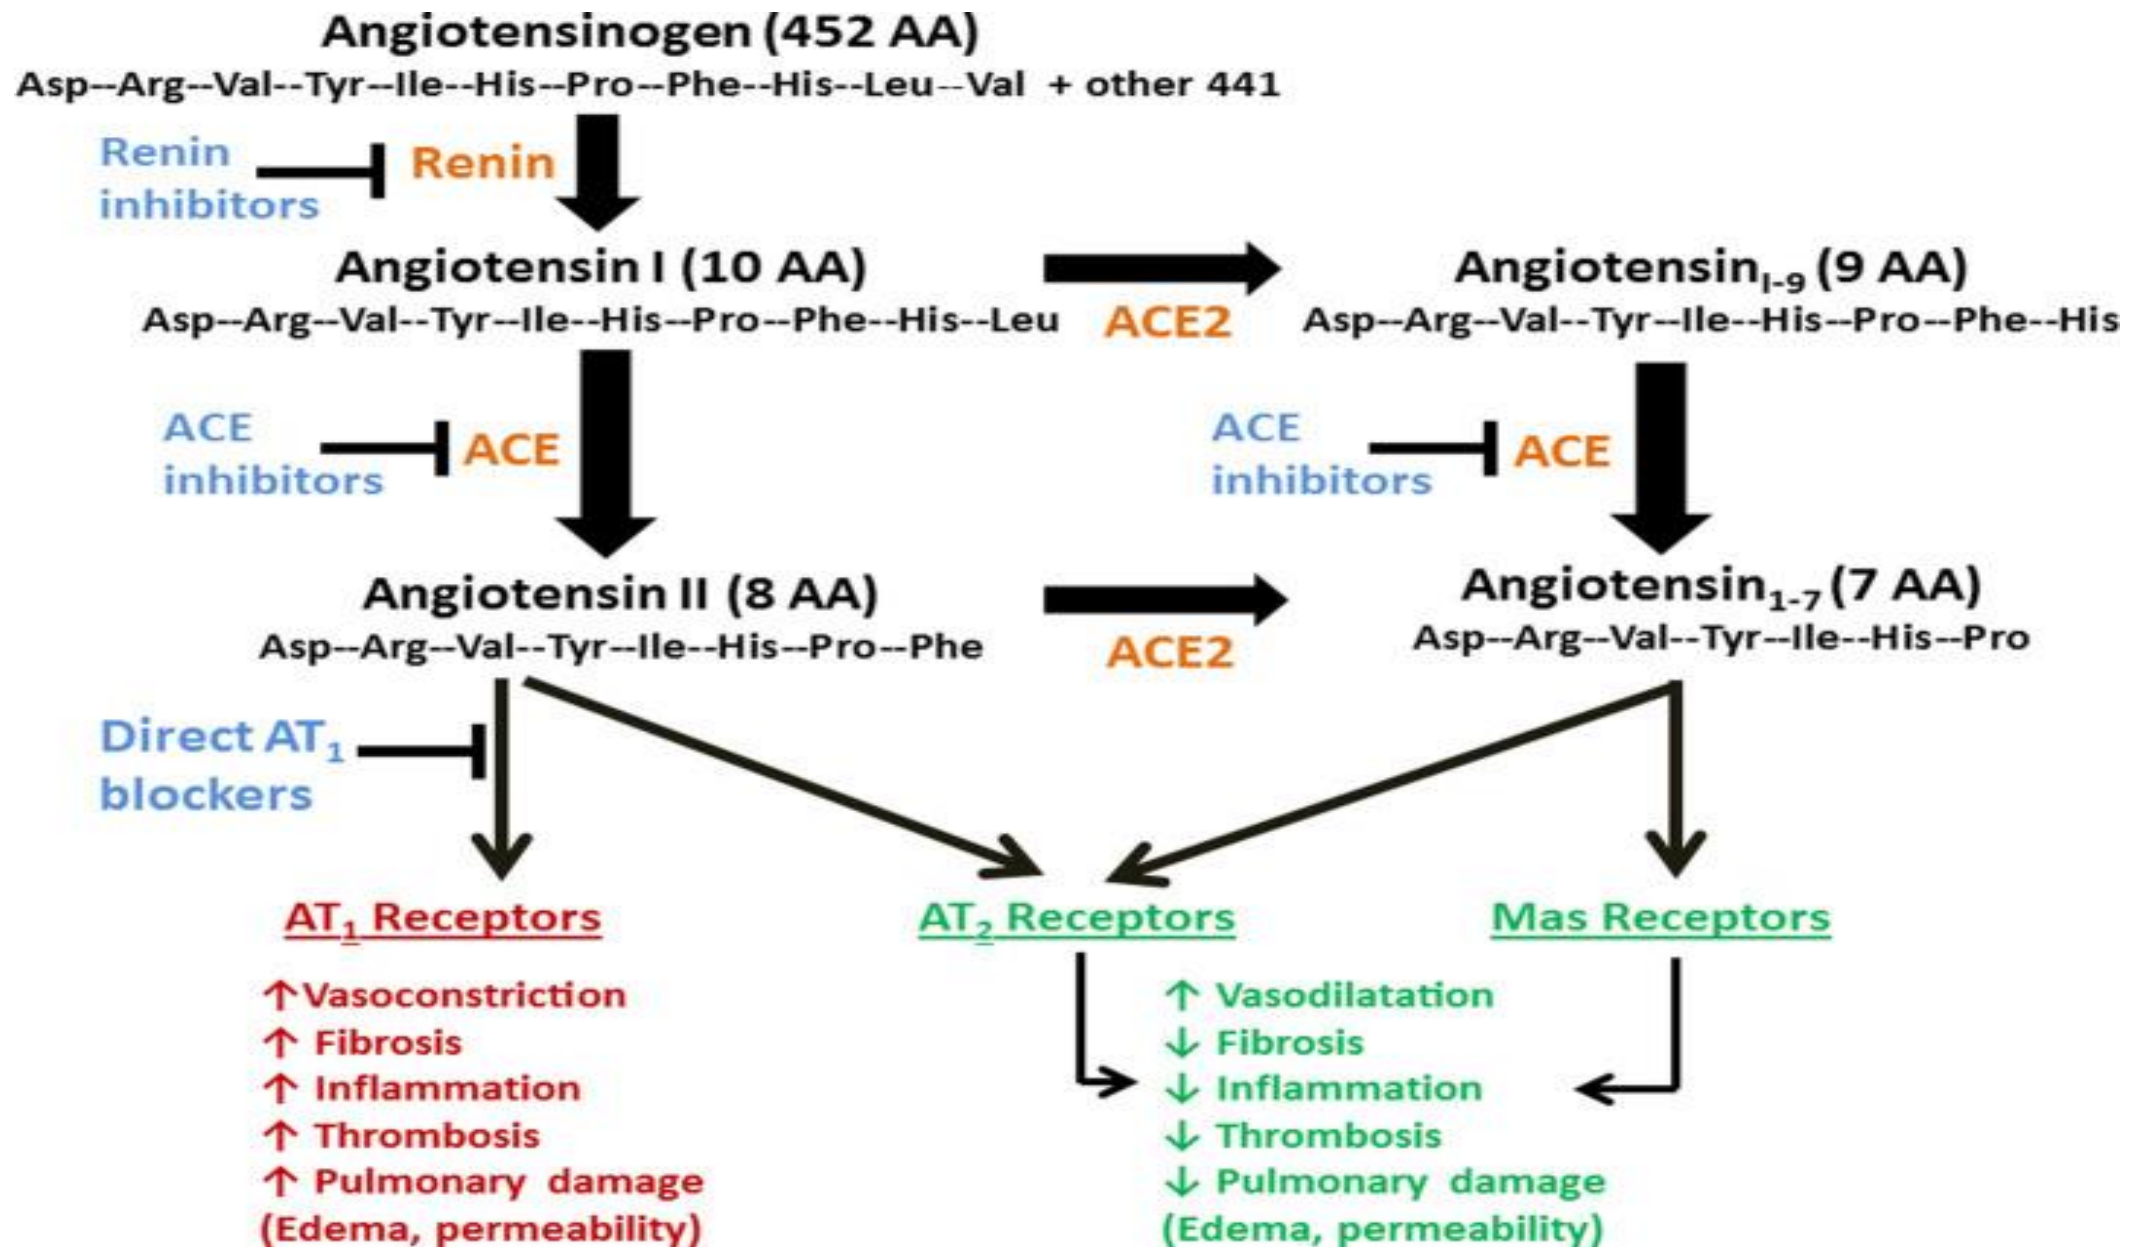 Angiotensinogen (452 AA)
Asp--Arg--Val--Tyr--Ile--His--Pro--Phe--His--Leu--Val + other 441
Renin
inhibitors
Renin
Angiotensin I (10 AA)
Asp--Arg--Val--Tyr--Ile--His--Pro--Phe--His--Leu
ACE2
Angiotensin I-9 (9 AA)
Asp--Arg--Val--Tyr--Ile--His--Pro--Phe--His
ACE
inhibitors
ACE
ACE
inhibitors
ACE
Angiotensin II (8 AA)
Asp--Arg--Val--Tyr--Ile--His--Pro--Phe
ACE2
Angiotensin 1-7 (7 AA)
Asp--Arg--Val--Tyr--Ile--His--Pro
Direct AT1
blockers
AT1 Receptors
↑Vasoconstriction
↑ Fibrosis
↑ Inflammation
↑ Thrombosis
↑ Pulmonary damage
(Edema, permeability)
AT2 Receptors
Mas Receptors
↑ Vasodilatation
↓ Fibrosis
↓ Inflammation
↓ Thrombosis
↓ Pulmonary damage
(Edema, permeability)